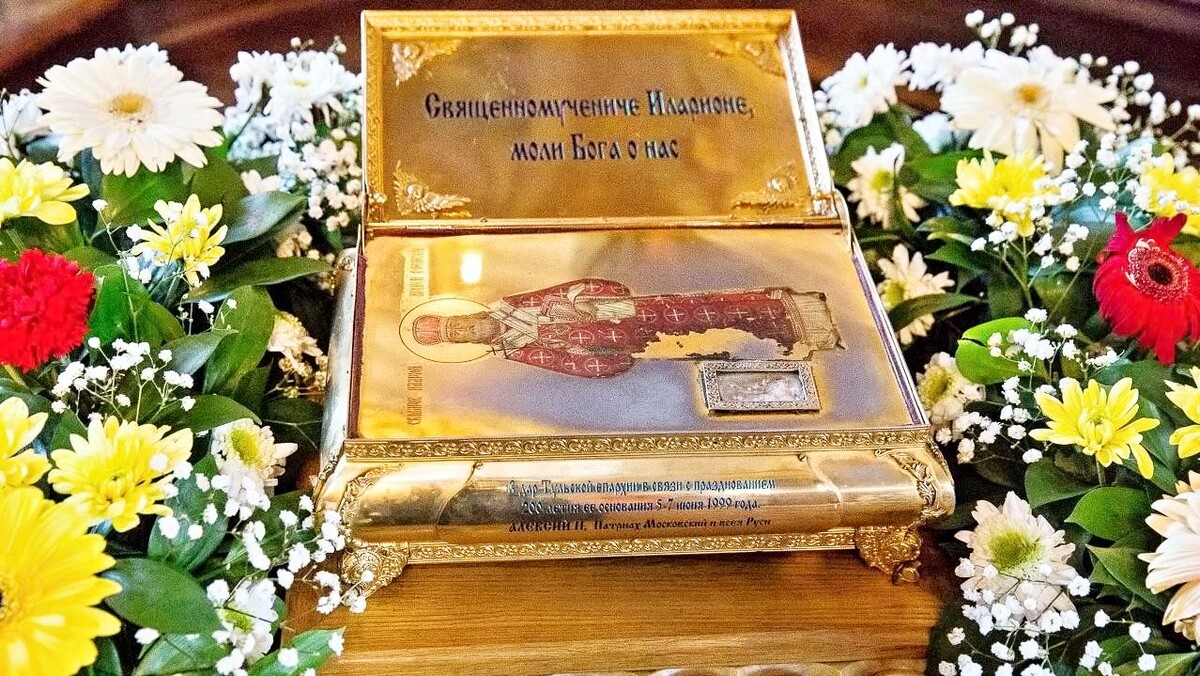 Священномучениче Иларионе,
моли Бога о нас
В дар Тульской епархии в связи с празднованием
200 летия ее основания 5-7 июня 1999 года.
АЛЕКСИЙ II, Патриарх Московский и всея Руси